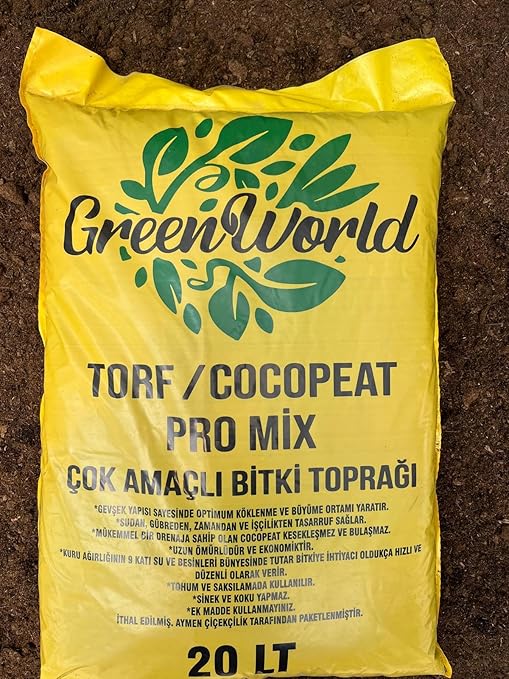 GreenWorld
TORF / COCOPEAT
PRO MİX
ÇOK AMAÇLI BİTKİ TOPRAĞI
*GEVŞEK YAPISI SAYESİNDE OPTIMUM KÖKLENME VE BÜYÜME ORTAMI YARATIR.
*SUDAN, GÜBREDEN, ZAMANDAN VE İŞÇİLİKTEN TASARRUF SAĞLAR.
*MÜKEMMEL BİR DRENAJA SAHİP OLAN COCOPEAT KESEKLEŞMEZ VE BULAŞMAZ.
*UZUN ÖMÜRLÜDÜR VE EKONOMİKTİR.
*KURU AĞIRLIĞININ 9 KATI SU VE BESİNLERİ BÜNYESİNDE TUTAR BİTKİYE İHTİYACI OLDUKÇA HIZLI VE
DÜZENLİ OLARAK VERİR.
*TOHUM VE SAKSILAMADA KULLANILIR.
*SİNEK VE KOKU YAPMAZ.
*EK MADDE KULLANMAYINIZ.
İTHAL EDİLMİŞ. AYMEN ÇİÇEKÇİLİK TARAFINDAN PAKETLENMİŞTİR.
20 LT